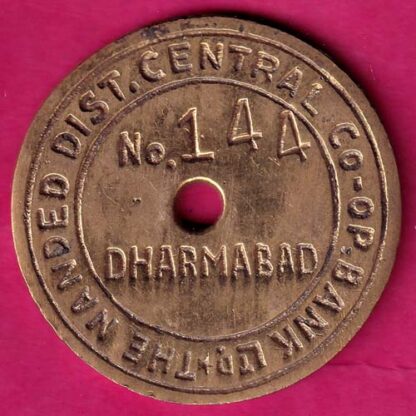 THE NANDED DIST. CENTRAL CO-OP. BANK LTD.
No. 144
DHARMABAD